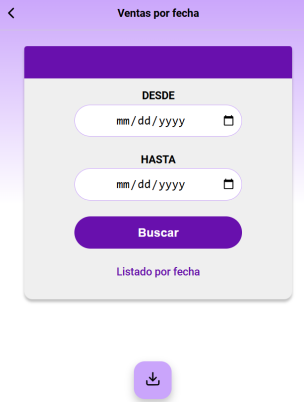 Ventas por fecha
DESDE
mm/dd/yyyy
HASTA
mm/dd/yyyy
Buscar
Listado por fecha